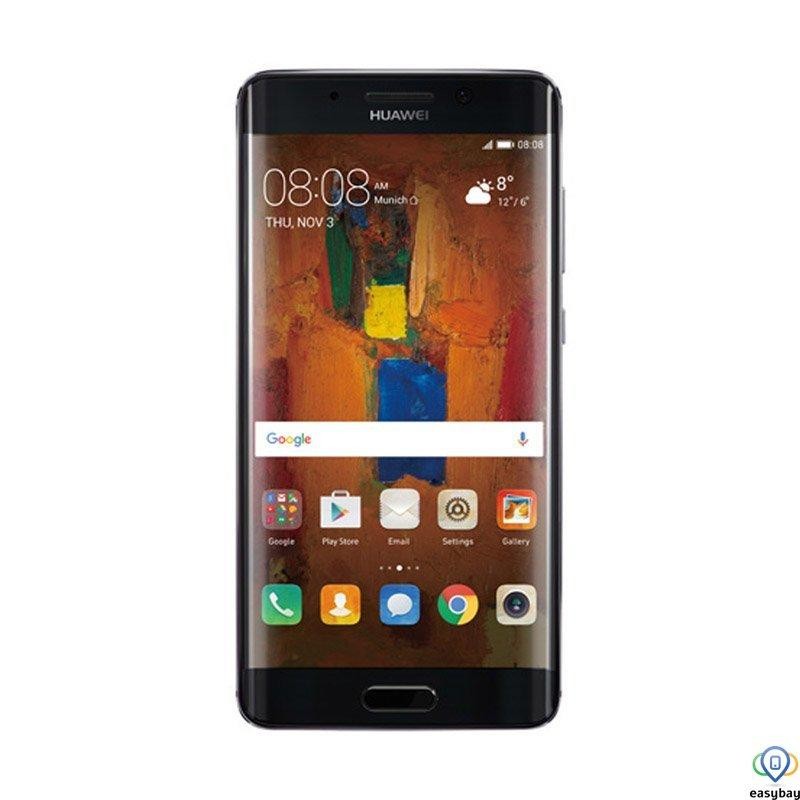 HUAWEI
08:08
08:08 AM
Munich
THU, NOV 3
8°
12°/6°
Google
Google Play Store Email Settings Gallery
easybay